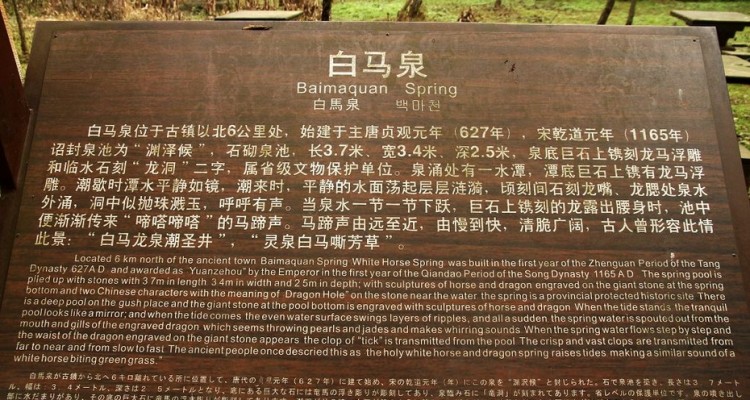 白马泉
Baimaquan Spring
白馬泉 백마천
白马泉位于古镇以北6公里处，始建于主唐贞观元年（627年），宋乾道元年（1165年）
诏封泉池为“渊泽候”，石砌泉池，长3.7米、宽3.4米、深2.5米，泉底巨石上镌刻龙马浮雕
和临水石刻“龙洞”二字，属省级文物保护单位。泉涌处有一水潭，潭底巨石上镌有龙马浮
雕。潮歇时潭水平静如镜，潮来时，平静的水面荡起层层涟漪，顷刻间石刻龙嘴、龙腮处泉水
外涌，洞中似抛珠溅玉，呼呼有声。当泉水一节一节下跃，巨石上镌刻的龙露出腰身时，池中
便渐渐传来“啼嗒啼嗒”的马蹄声。马蹄声由远至近，由慢到快，清脆广阔，古人曾形容此情
此景：“白马龙泉潮圣井”，“灵泉白马嘶芳草”。
Located 6 km north of the ancient town Baimaquan Spring White Horse Spring was built in the first year of the Zhenguan Period of the Tang
Dynasty 627A D and awarded as Yuanzehou" by the Emperor in the first year of the Qiandao Period of the Song Dynasty 1165 A D . The spring pool is
piled up with stones with 3.7m in length 3.4m in width and 2.5m in depth; with sculptures of horse and dragon engraved on the giant stone at the spring
bottom and two Chinese characters with the meaning of Dragon Hole" on the stone near the water the spring is a provincial protected historic site There
is a deep pool on the gush place and the giant stone at the pool bottom is engraved with sculptures of horse and dragon When the tide stands the tranquil
pool looks like a mirror; and when the tide comes the even water surface swings layers of ripples, and all a sudden the spring water is spouted out from the
mouth and gills of the engraved dragon, which seems throwing pearls and jades and makes whirring sounds When the spring water flows step by step and
the waist of the dragon engraved on the giant stone appears the clop of "tick" is transmitted from the pool The crisp and vast clops are transmitted from
far to near and from slow to fast The ancient people once descried this as the holy white horse and dragon spring raises tides making a similar sound of a
white horse biting green grass."